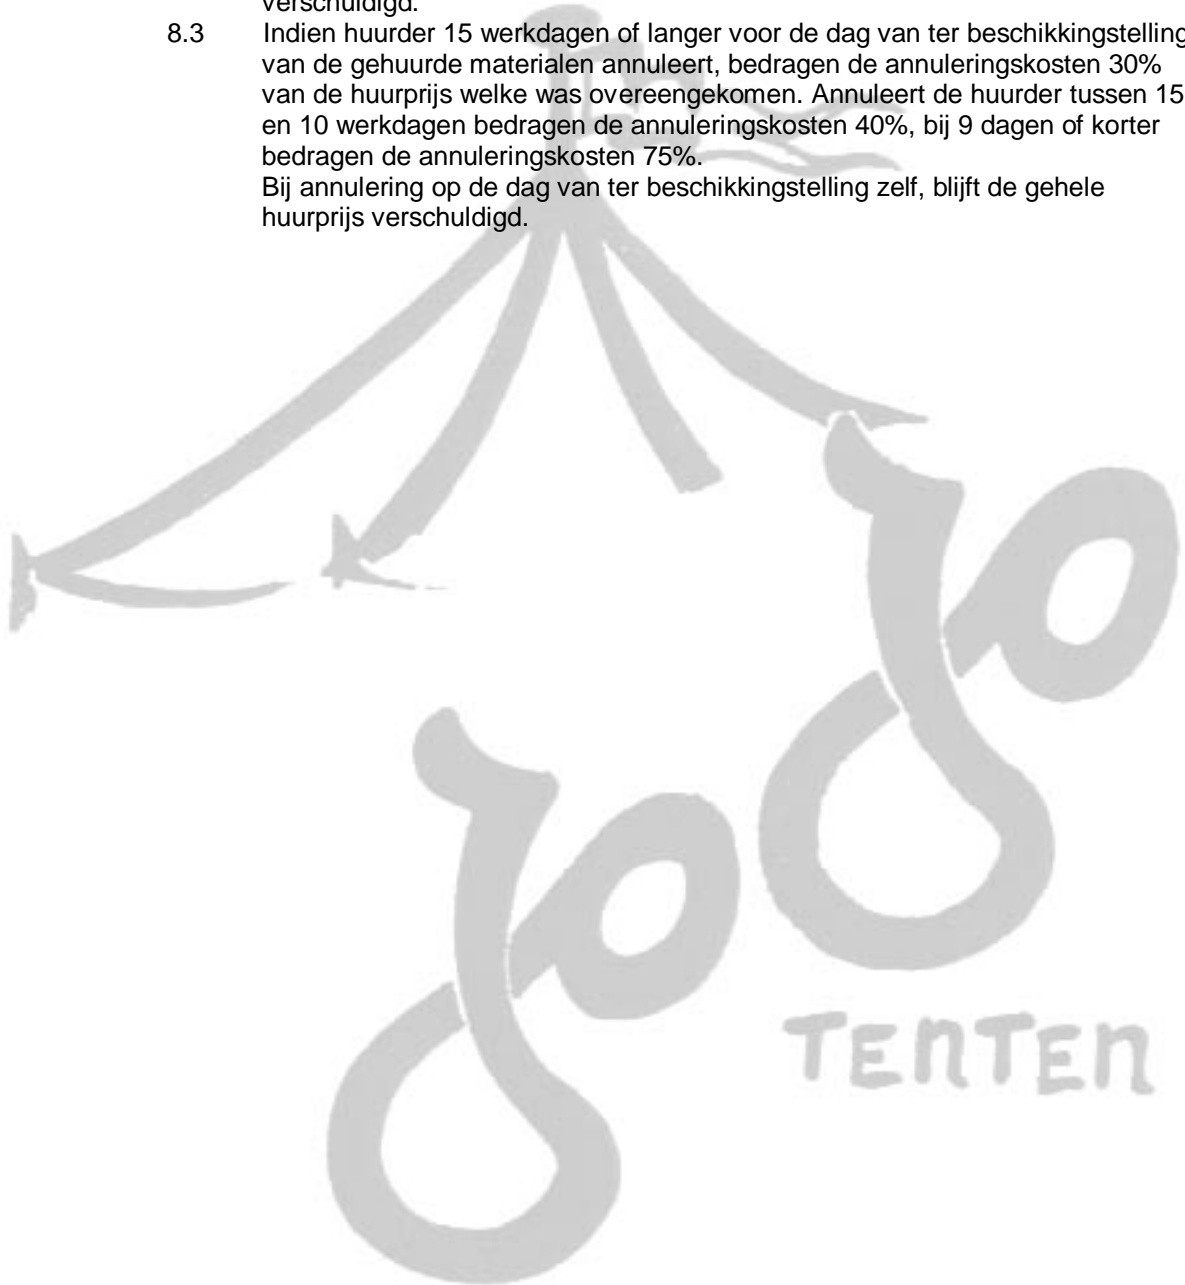 verschuldigd.
8.3 Indien huurder 15 werkdagen of langer voor de dag van ter beschikkingstelling
van de gehuurde materialen annuleert, bedragen de annuleringskosten 30%
van de huurprijs welke was overeengekomen. Annuleert de huurder tussen 15
en 10 werkdagen bedragen de annuleringskosten 40%, bij 9 dagen of korter
bedragen de annuleringskosten 75%.
Bij annulering op de dag van ter beschikkingstelling zelf, blijft de gehele
huurprijs verschuldigd.
Jo
Jo
TENTEN